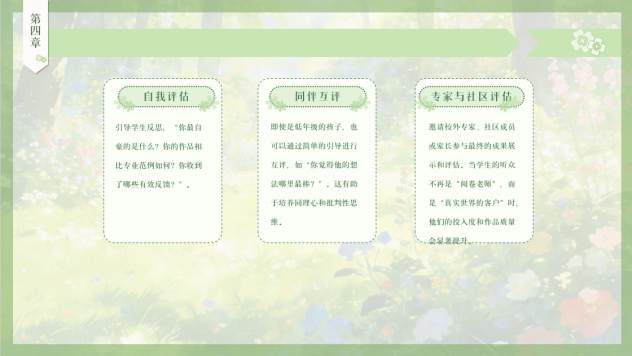 第四章
自我评估
引导学生反思：“你最自
豪的是什么？你的作品相
比专业范例如何？你收到
了哪些有效反馈？”。
同伴互评
即使是低年级的孩子，也
可以通过简单的引导进行
互评，如“你觉得他的想
法哪里最棒？”。这有助
于培养同理心和批判性思
维。
专家与社区评估
邀请校外专家、社区成员
或家长参与最终的成果展
示和评估。当学生的听众
不再是“阅卷老师”，而
是“真实世界的客户”时，
他们的投入度和作品质量
会显著提升。